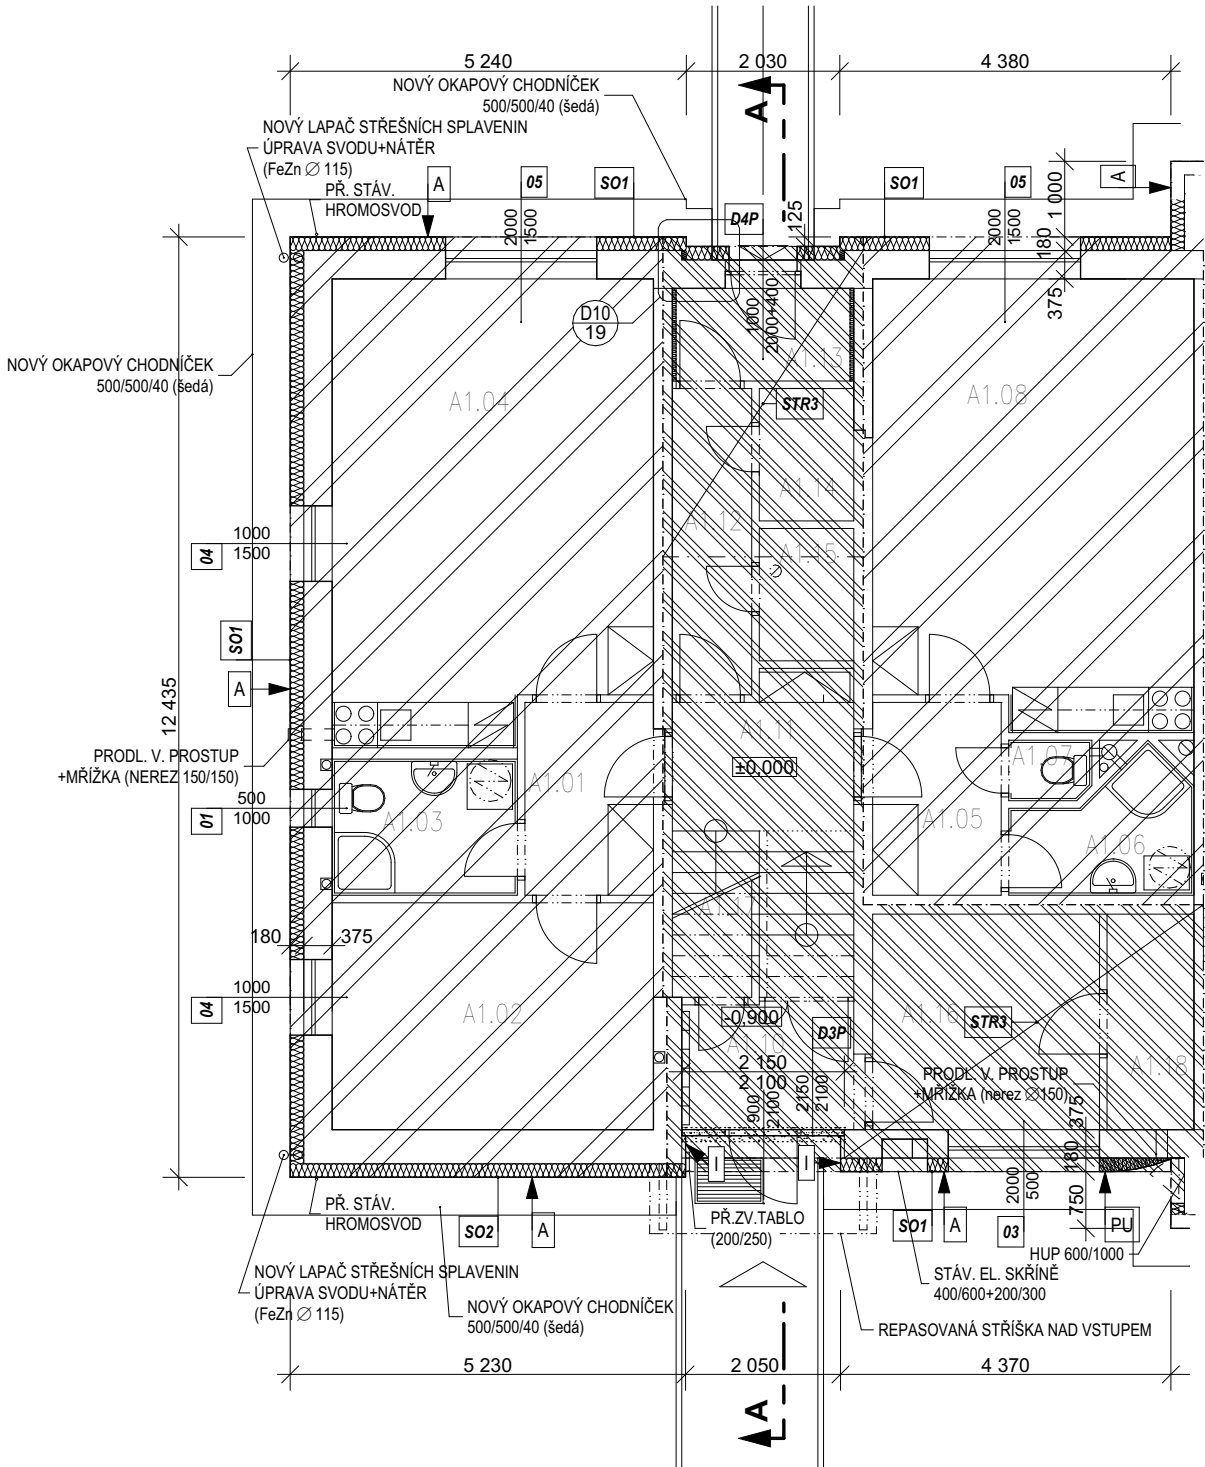 5 240
2 030
4 380
NOVÝ OKAPOVÝ CHODNÍČEK
500/500/40 (šedá)
A
NOVÝ LAPAČ STŘEŠNÍCH SPLAVENIN
ÚPRAVA SVODU+NÁTĚR
(FeZn ∅ 115)
PŘ. STÁV.
HROMOSVOD
A
05
SO1
SO1
05
A
D4P
125
2000
1500
2000
1500
1 000
180
375
D10
19
1000
2000+400
A1.13
NOVÝ OKAPOVÝ CHODNÍČEK
500/500/40 (šedá)
A1.04
STR3
A1.08
A1.14
A1.12
A1.15
04
1000
1500
SO1
A
12 435
A1.11
±0,000
A1.07
PRODL. V. PROSTUP
+MŘÍŽKA (NEREZ 150/150)
A1.01
01
500
1000
A1.03
A1.05
A1.06
A1.17
180
375
04
1000
1500
A1.02
-0,900
A1.10
D3P
A1.16
STR3
A1.18
2 150
2 100
900
2100
2150
2100
PRODL. V. PROSTUP
+MŘÍŽKA (nerez ∅150)
375
180
750
I
I
2000
500
PŘ. STÁV.
HROMOSVOD
SO2
A
PŘ.ZV.TABLO
(200/250)
SO1
A
03
PU
HUP 600/1000
NOVÝ LAPAČ STŘEŠNÍCH SPLAVENIN
ÚPRAVA SVODU+NÁTĚR
(FeZn ∅ 115)
STÁV. EL. SKŘÍNĚ
400/600+200/300
NOVÝ OKAPOVÝ CHODNÍČEK
500/500/40 (šedá)
REPASOVANÁ STŘÍŠKA NAD VSTUPEM
5 230
2 050
4 370
A